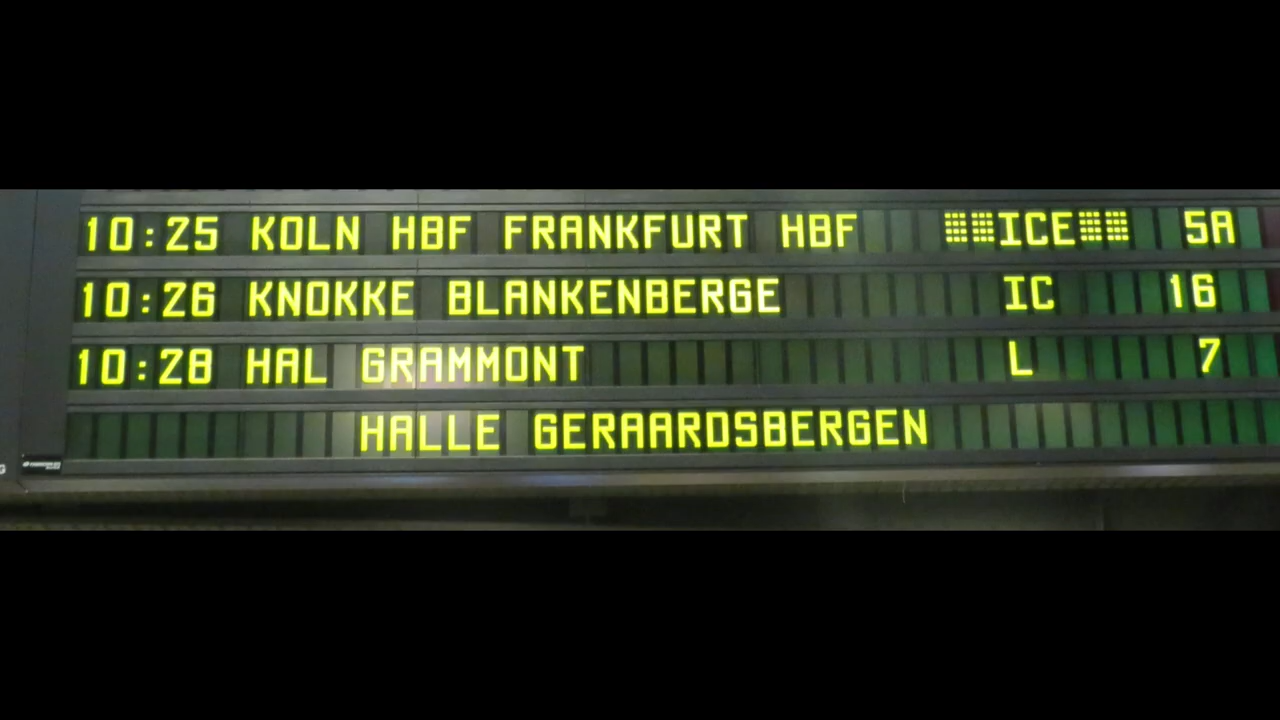 10:25 KOLN HBF FRANKFURT HBF ICE 5A
10:26 KNOKKE BLANKENBERGE IC 16
10:28 HAL GRAMMONT L 7
HALLE GERAARDSBERGEN
G